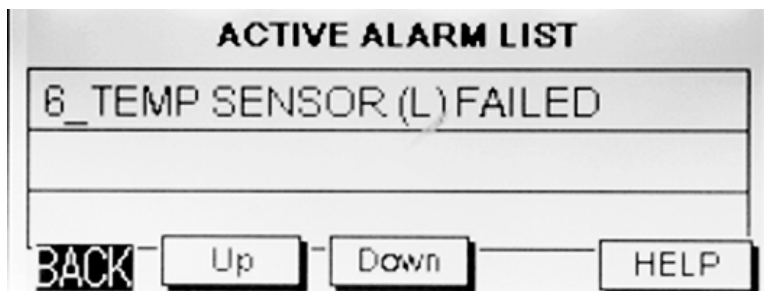 ACTIVE ALARM LIST
6_TEMP SENSOR (L) FAILED
BACK Up Down HELP